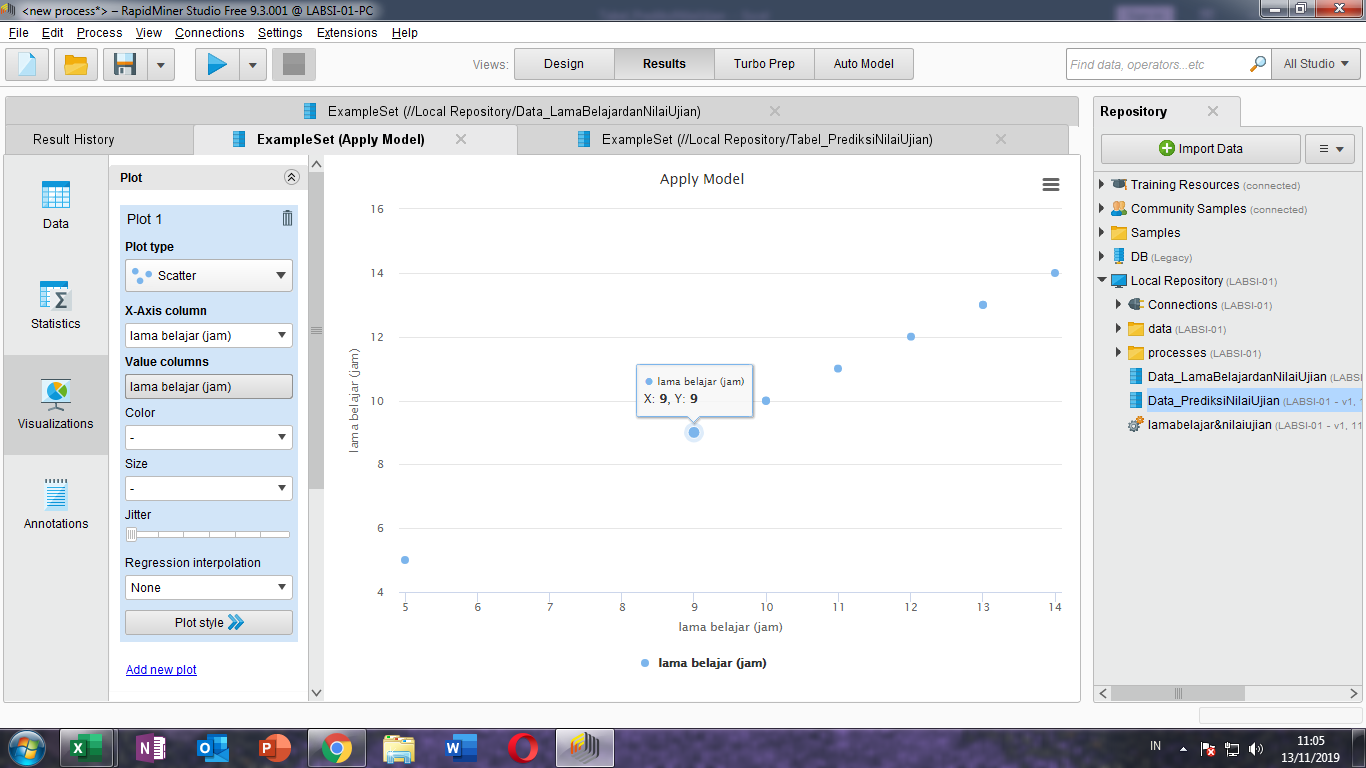 <new process*> – RapidMiner Studio Free 9.3.001 @ LABSI-01-PC
File Edit Process View Connections Settings Extensions Help
Views: Design Results Turbo Prep Auto Model
Find data, operators...etc All Studio
ExampleSet (//Local Repository/Data_LamaBelajardanNilaiUjian)
Result History ExampleSet (Apply Model) ExampleSet (//Local Repository/Tabel_PrediksiNilaiUjian)
Data
Statistics
Visualizations
Annotations
Plot
Plot 1
Plot type
Scatter
X-Axis column
lama belajar (jam)
Value columns
lama belajar (jam)
Color
-
Size
-
Jitter
Regression interpolation
None
Plot style
Add new plot
Apply Model
16
14
12
10
8
6
4
lama belajar (jam)
lama belajar (jam)
X: 9, Y: 9
5 6 7 8 9 10 11 12 13 14
lama belajar (jam)
lama belajar (jam)
Repository
Import Data
Training Resources (connected)
Community Samples (connected)
Samples
DB (Legacy)
Local Repository (LABSI-01)
Connections (LABSI-01)
data (LABSI-01)
processes (LABSI-01)
Data_LamaBelajardanNilaiUjian (LABSI
Data_PrediksiNilaiUjian (LABSI-01 - v1, 1
lamabelajar&nilaiujian (LABSI-01 - v1, 11
IN
11:05
13/11/2019